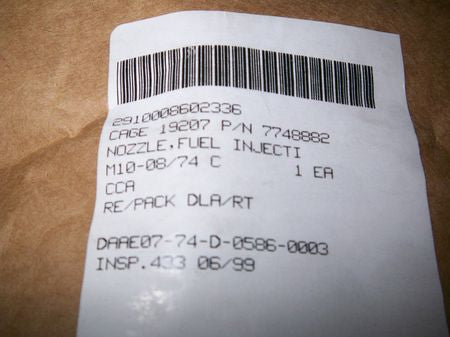 2910008602336
CAGE 19207 P/N 7748882
NOZZLE,FUEL INJECTI
M10-08/74 C 1 EA
CCA
RE/PACK DLA/RT
DAAE07-74-D-0586-0003
INSP.433 06/99